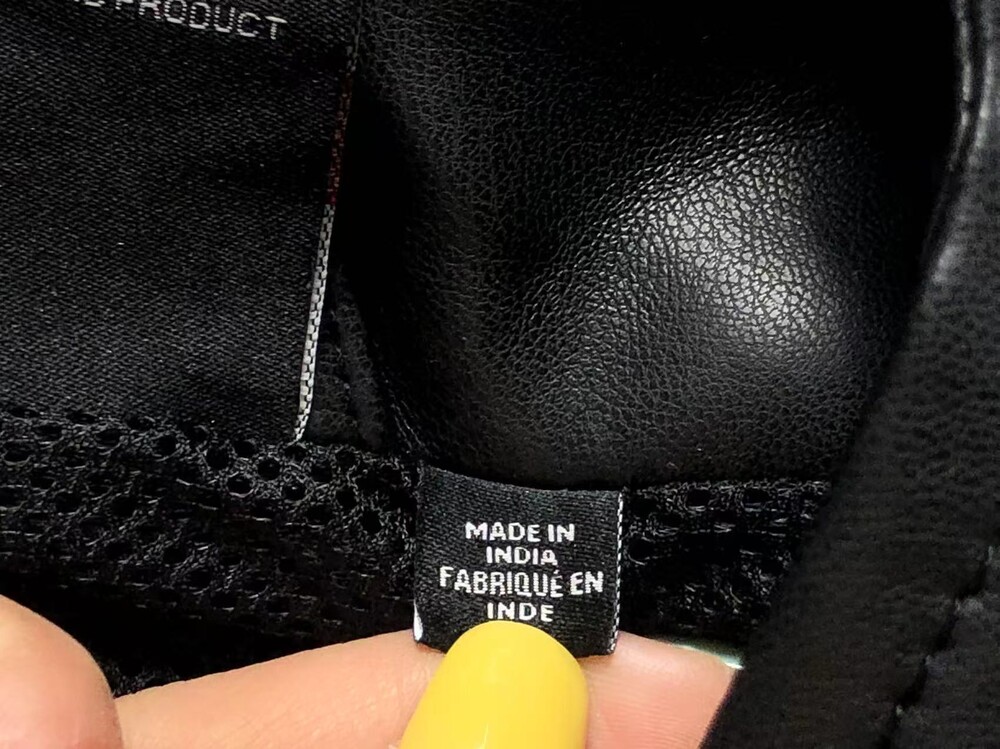 PRODUCT
MADE IN
INDIA
FABRIQUÉ EN
INDE